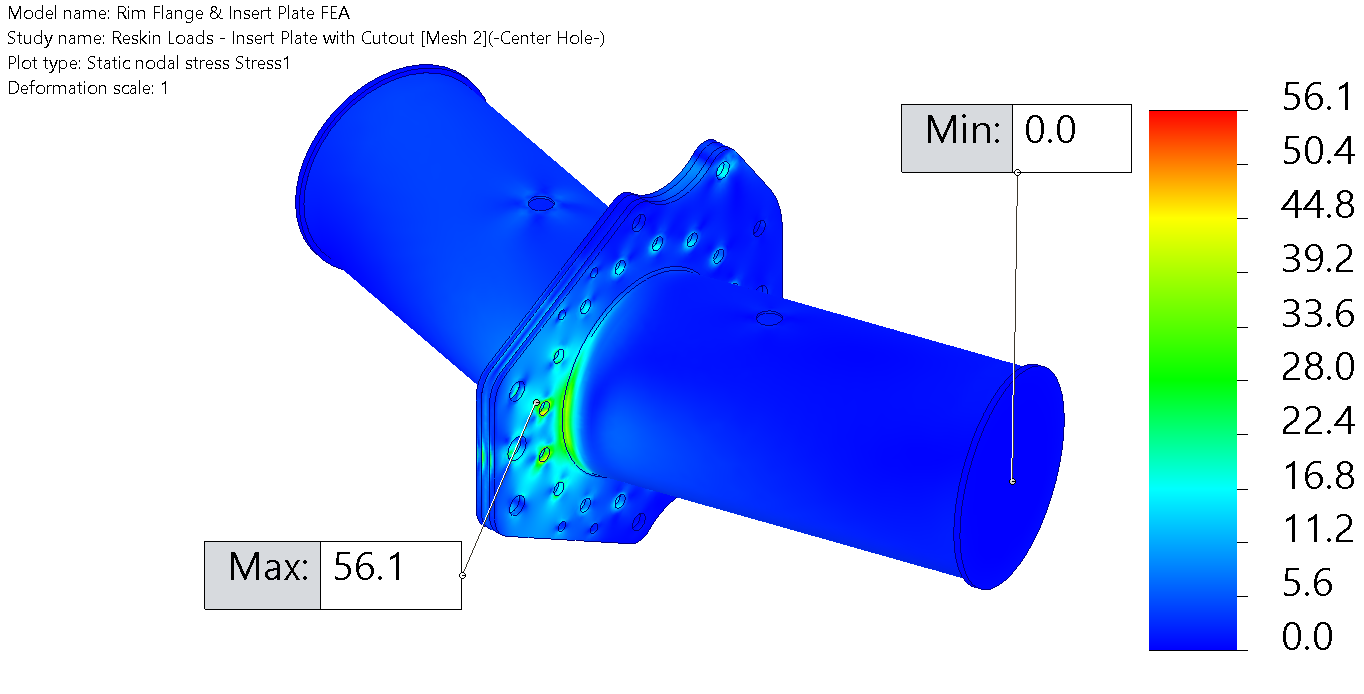 Model name: Rim Flange & Insert Plate FEA
Study name: Reskin Loads - Insert Plate with Cutout [Mesh 2](-Center Hole-)
Plot type: Static nodal stress Stress1
Deformation scale: 1
Min: 0.0
Max: 56.1
56.1
50.4
44.8
39.2
33.6
28.0
22.4
16.8
11.2
5.6
0.0